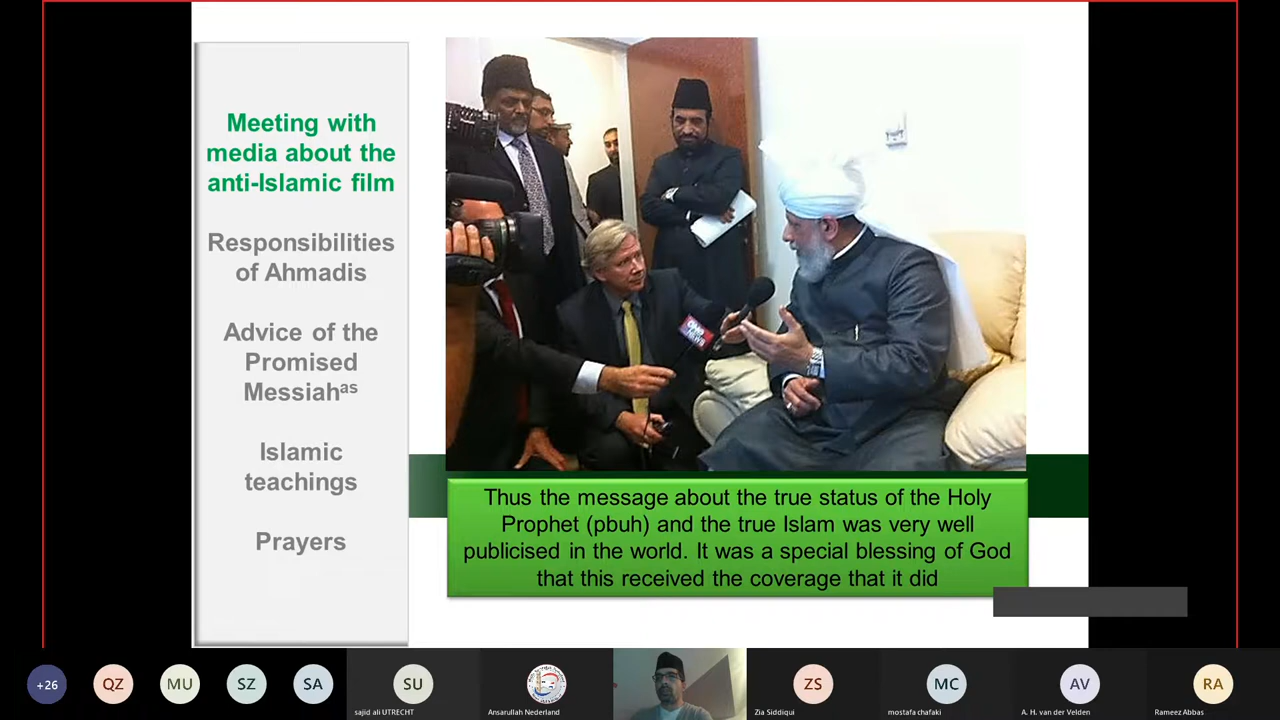 Meeting with
media about the
anti-Islamic film
Responsibilities
of Ahmadis
Advice of the
Promised
Messiahas
Islamic
teachings
Prayers
Thus the message about the true status of the Holy
Prophet (pbuh) and the true Islam was very well
publicised in the world. It was a special blessing of God
that this received the coverage that it did
+26
QZ
MU
SZ
SA
SU
sajid ali UTRECHT
Ansarullah Nederland
ZS
Zia Siddiqui
MC
mostafa chafaki
AV
A. H. van der Velden
RA
Rameez Abbas